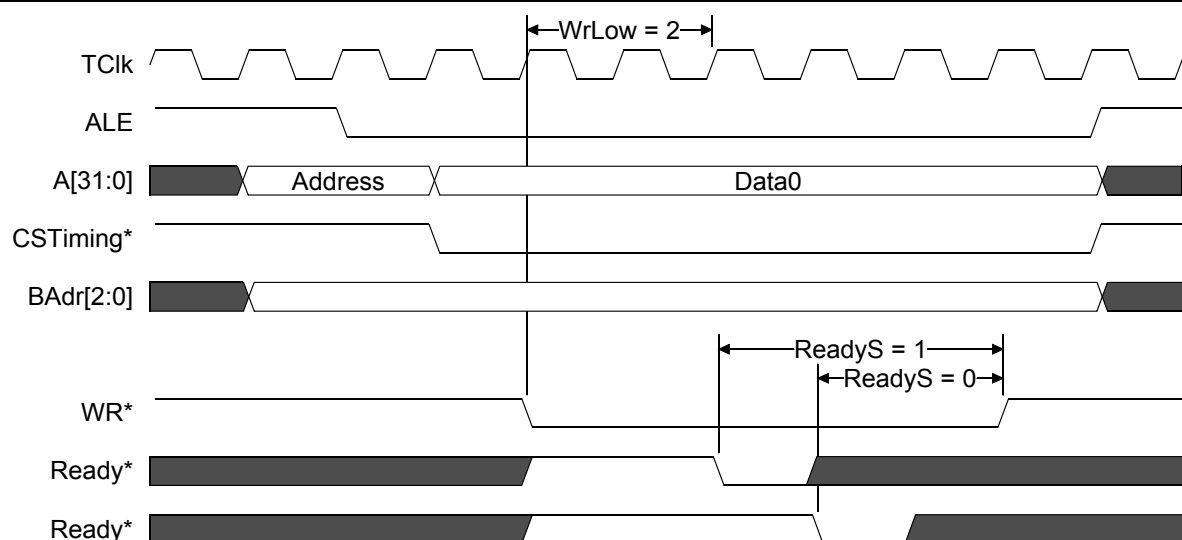 WrLow = 2
TClk
ALE
A[31:0] Address Data0
CSTiming*
BAdr[2:0]
ReadyS = 1
ReadyS = 0
WR*
Ready*
Ready*